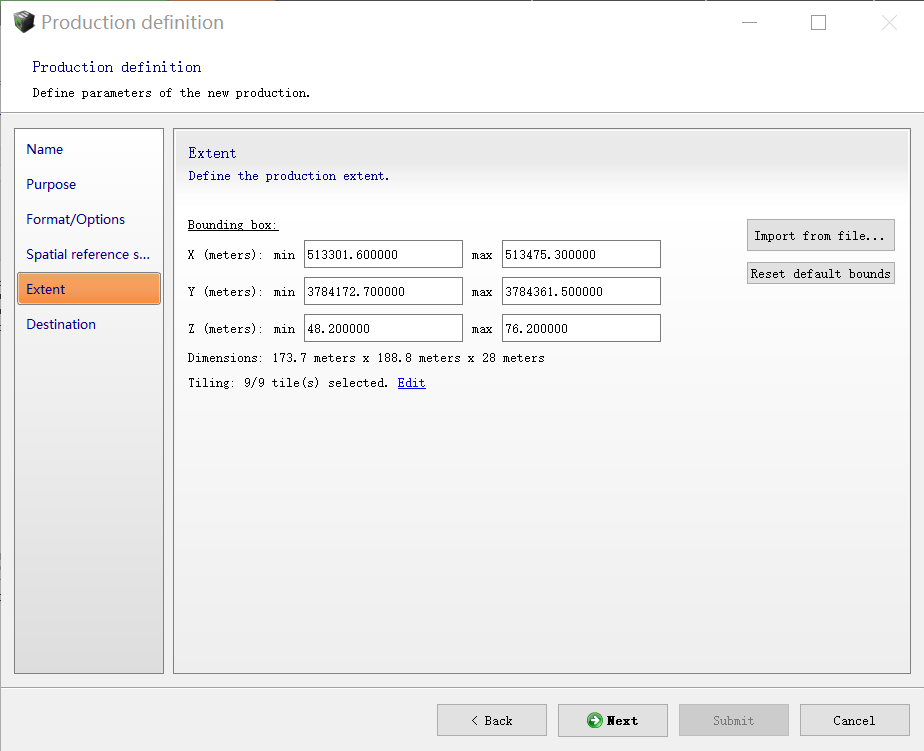 Production definition
Production definition
Define parameters of the new production.
Name
Purpose
Format/Options
Spatial reference s...
Extent
Destination
Extent
Define the production extent.
Bounding box:
X (meters): min 513301.600000 max 513475.300000
Y (meters): min 3784172.700000 max 3784361.500000
Z (meters): min 48.200000 max 76.200000
Dimensions: 173.7 meters x 188.8 meters x 28 meters
Tiling: 9/9 tile(s) selected. Edit
Import from file...
Reset default bounds
< Back
Next
Submit
Cancel